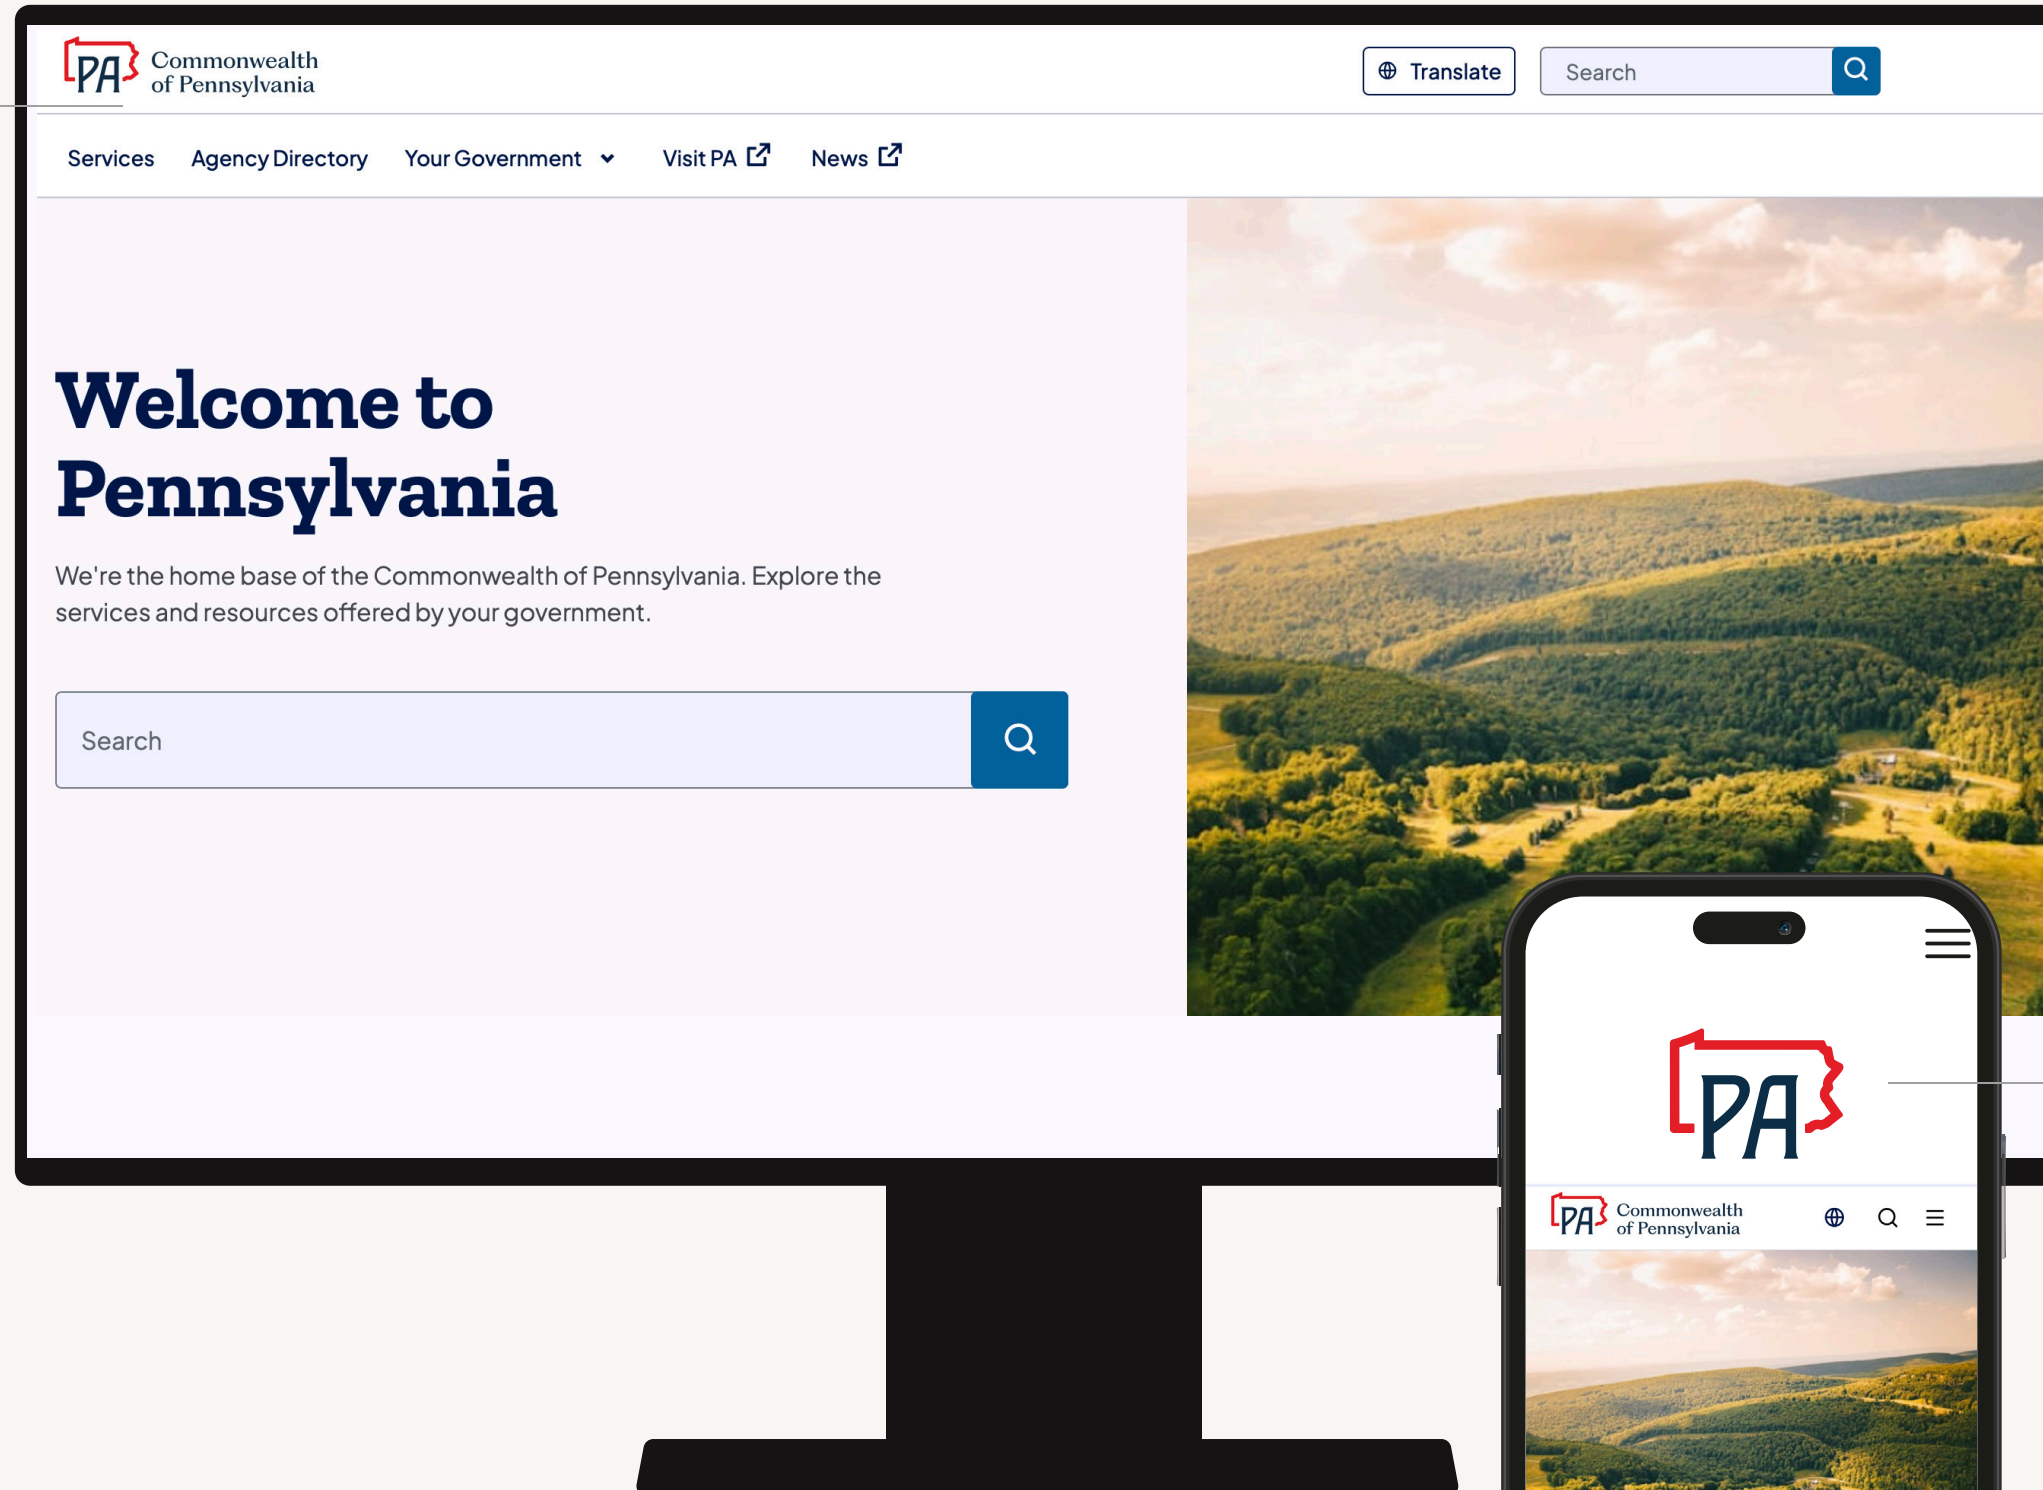 PA Commonwealth
of Pennsylvania
Translate
Search
Services Agency Directory Your Government Visit PA News
Welcome to
Pennsylvania
We're the home base of the Commonwealth of Pennsylvania. Explore the
services and resources offered by your government.
Search
PA
PA Commonwealth
of Pennsylvania